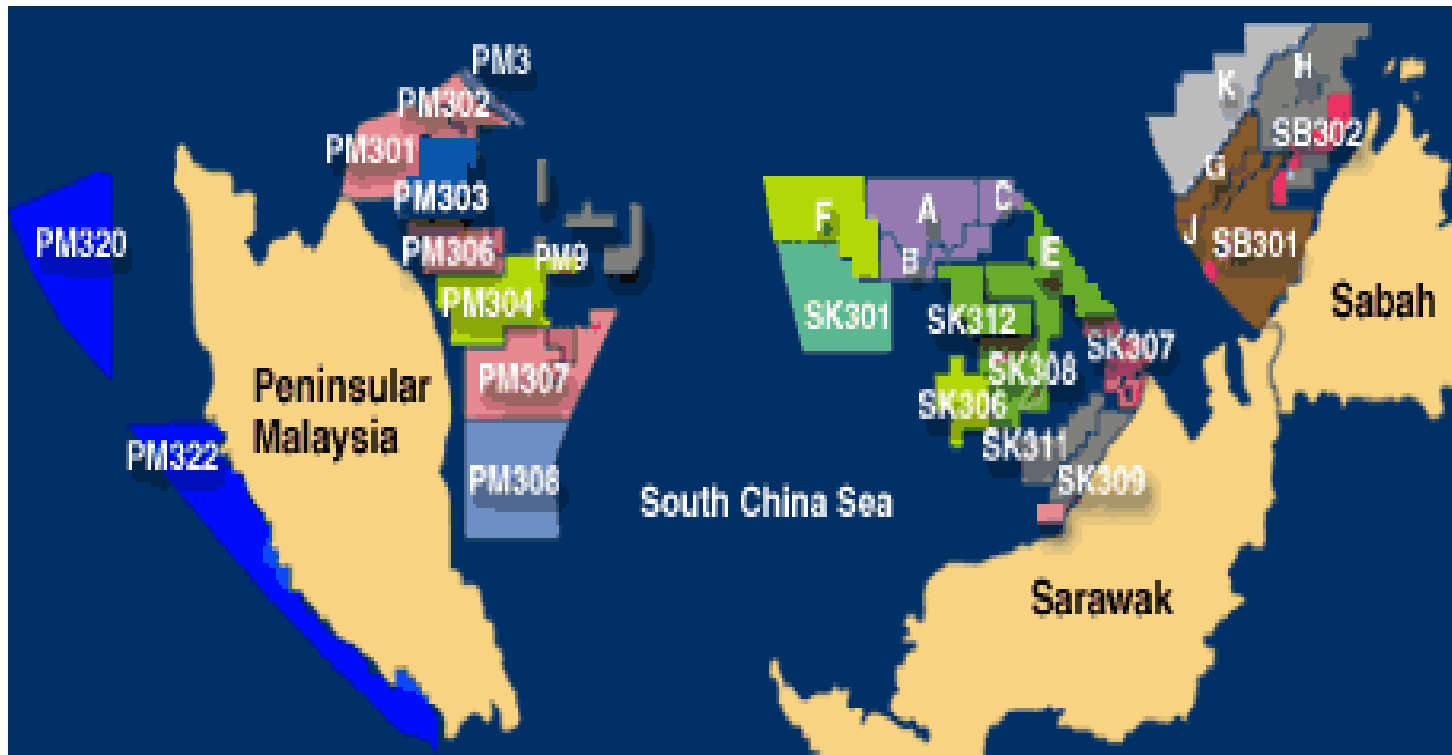 PM3
PM302
PM301
PM303
PM320
PM306
PM9
PM304
PM307
Peninsular
Malaysia
PM322
PM308
South China Sea
K
H
SB302
G
F
A
C
J
SB301
B
E
SK301
SK312
SK307
Sabah
SK308
SK306
SK311
SK309
Sarawak